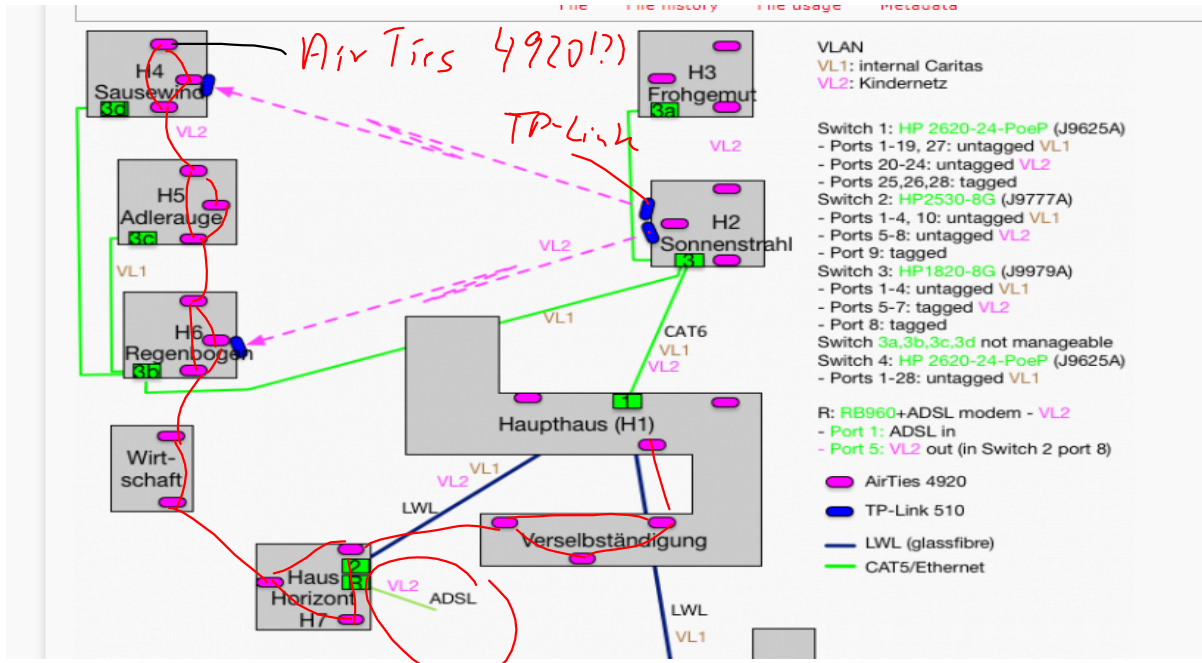 File File history File usage Metadata
Air Ties 4920!?)
H4
Sausewind
3d
VL2
TP-Link
H3
Frohgemut
3a
VL2
H5
Adlerauge
3c
VL1
H2
Sonnenstrahl
3
VL2
H6
Regenbogen
3b
VL1
CAT6
VL1
VL2
1
Haupthaus (H1)
Wirt-
schaft
VL1
VL2
LWL
Verselbständigung
2
R
Haus
Horizont
H7
VL2
ADSL
LWL
VL1
VLAN
VL1: internal Caritas
VL2: Kindernetz
Switch 1: HP 2620-24-PoeP (J9625A)
- Ports 1-19, 27: untagged VL1
- Ports 20-24: untagged VL2
- Ports 25,26,28: tagged
Switch 2: HP2530-8G (J9777A)
- Ports 1-4, 10: untagged VL1
- Ports 5-8: untagged VL2
- Port 9: tagged
Switch 3: HP1820-8G (J9979A)
- Ports 1-4: untagged VL1
- Ports 5-7: tagged VL2
- Port 8: tagged
Switch 3a,3b,3c,3d not manageable
Switch 4: HP 2620-24-PoeP (J9625A)
- Ports 1-28: untagged VL1
R: RB960+ADSL modem - VL2
- Port 1: ADSL in
- Port 5: VL2 out (in Switch 2 port 8)
AirTies 4920
TP-Link 510
LWL (glassfibre)
CAT5/Ethernet